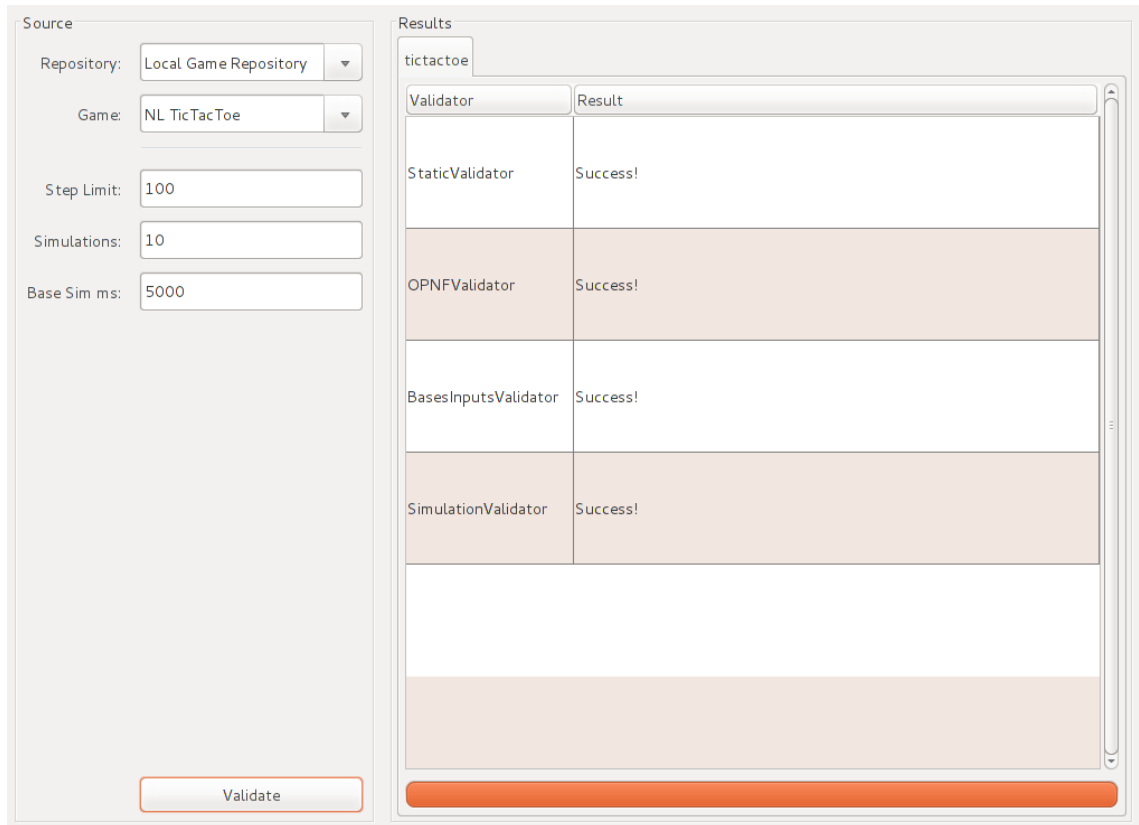 Source
Repository: Local Game Repository
Game: NL TicTacToe
Step Limit: 100
Simulations: 10
Base Sim ms: 5000
Validate
Results
tictactoe
Validator Result
StaticValidator Success!
OPNFValidator Success!
BasesInputsValidator Success!
SimulationValidator Success!